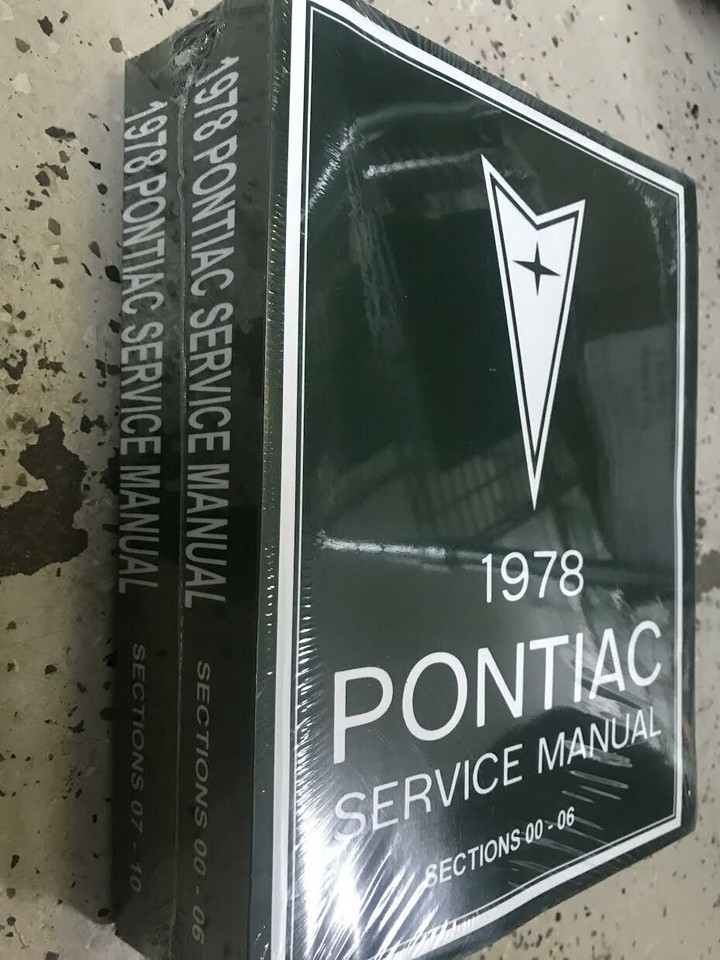 1978 PONTIAC SERVICE MANUAL SECTIONS 07 - 10
1978 PONTIAC SERVICE MANUAL SECTIONS 00 - 06
1978
PONTIAC
SERVICE MANUAL
SECTIONS 00 - 06